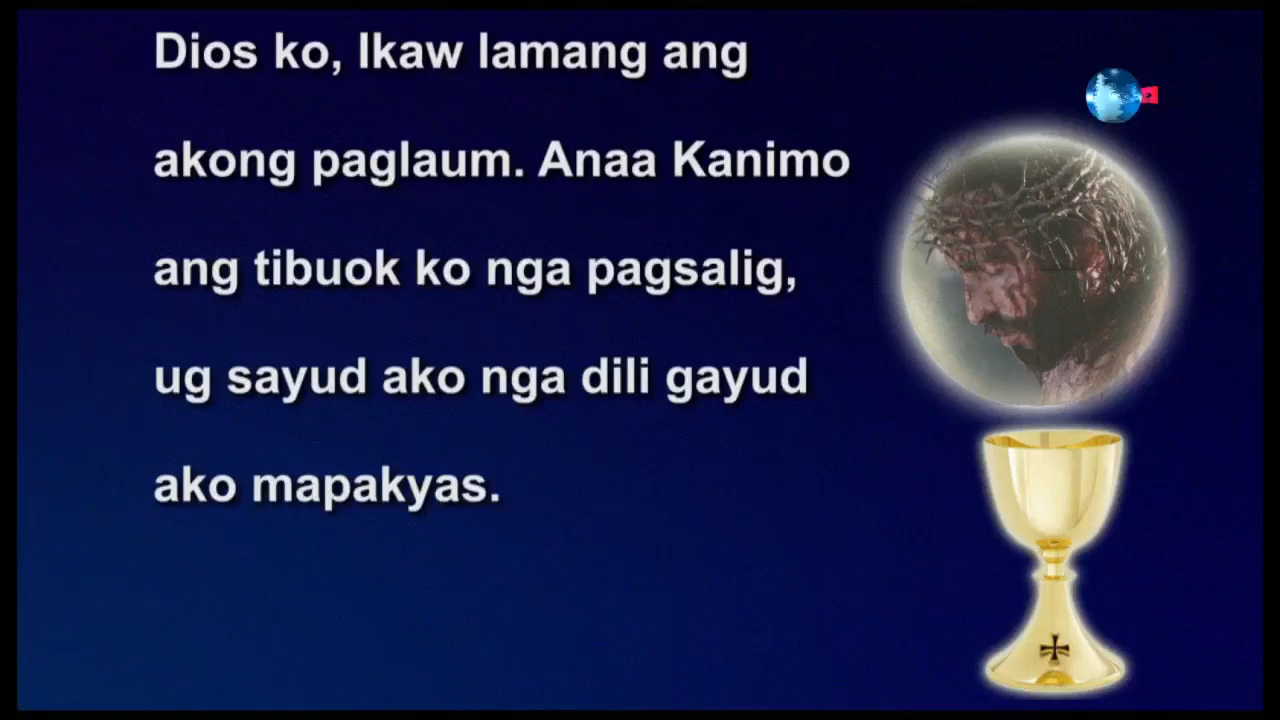 Dios ko, Ikaw lamang ang
akong paglaum. Anaa Kanimo
ang tibuok ko nga pagsalig,
ug sayud ako nga dili gayud
ako mapakyas.